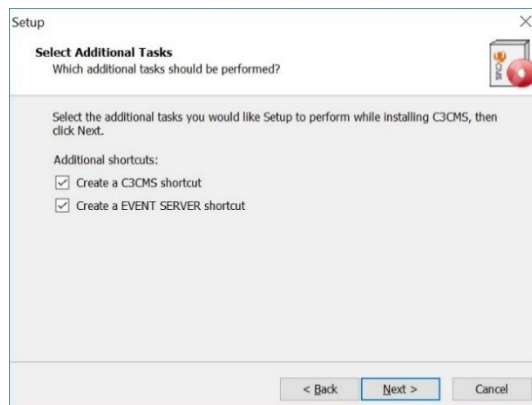 Setup
Select Additional Tasks
Which additional tasks should be performed?
CMS
Select the additional tasks you would like Setup to perform while installing C3CMS, then
click Next.
Additional shortcuts:
Create a C3CMS shortcut
Create a EVENT SERVER shortcut
< Back
Next >
Cancel